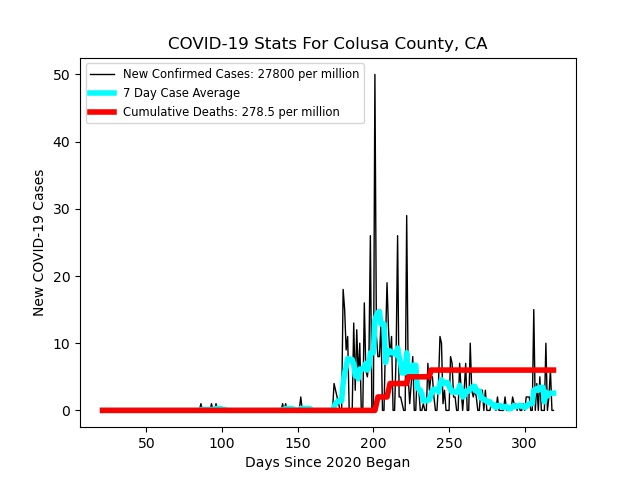 COVID-19 Stats For Colusa County, CA
New Confirmed Cases: 27800 per million
7 Day Case Average
Cumulative Deaths: 278.5 per million
New COVID-19 Cases
50
40
30
20
10
0
50 100 150 200 250 300
Days Since 2020 Began